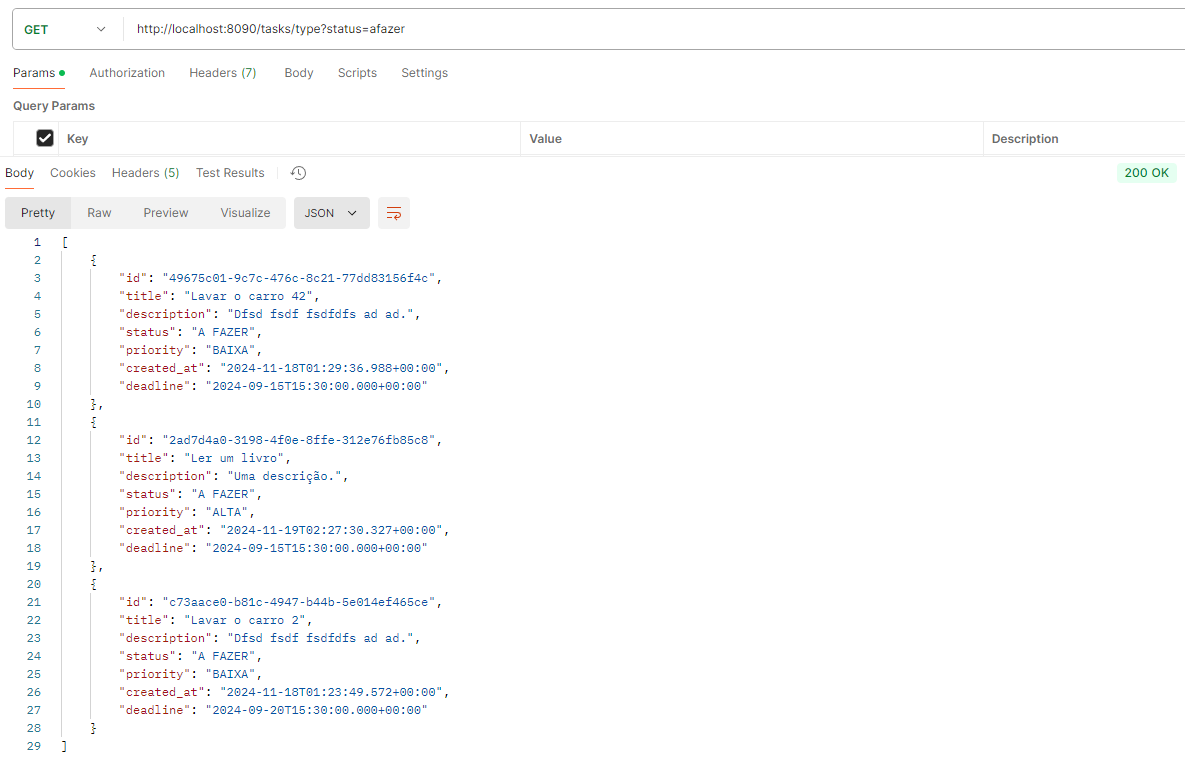 GET http://localhost:8090/tasks/type?status=afazer
Params Authorization Headers (7) Body Scripts Settings
Query Params
Key Value Description
Body Cookies Headers (5) Test Results 200 OK
Pretty Raw Preview Visualize JSON
1 [
2 {
3 "id": "49675c01-9c7c-476c-8c21-77dd83156f4c",
4 "title": "Lavar o carro 42",
5 "description": "Dfsd fsdf fsdfdfs ad ad.",
6 "status": "A FAZER",
7 "priority": "BAIXA",
8 "created_at": "2024-11-18T01:29:36.988+00:00",
9 "deadline": "2024-09-15T15:30:00.000+00:00"
10 },
11 {
12 "id": "2ad7d4a0-3198-4f0e-8ffe-312e76fb85c8",
13 "title": "Ler um livro",
14 "description": "Uma descrição.",
15 "status": "A FAZER",
16 "priority": "ALTA",
17 "created_at": "2024-11-19T02:27:30.327+00:00",
18 "deadline": "2024-09-15T15:30:00.000+00:00"
19 },
20 {
21 "id": "c73aace0-b81c-4947-b44b-5e014ef465ce",
22 "title": "Lavar o carro 2",
23 "description": "Dfsd fsdf fsdfdfs ad ad.",
24 "status": "A FAZER",
25 "priority": "BAIXA",
26 "created_at": "2024-11-18T01:23:49.572+00:00",
27 "deadline": "2024-09-20T15:30:00.000+00:00"
28 }
29 ]